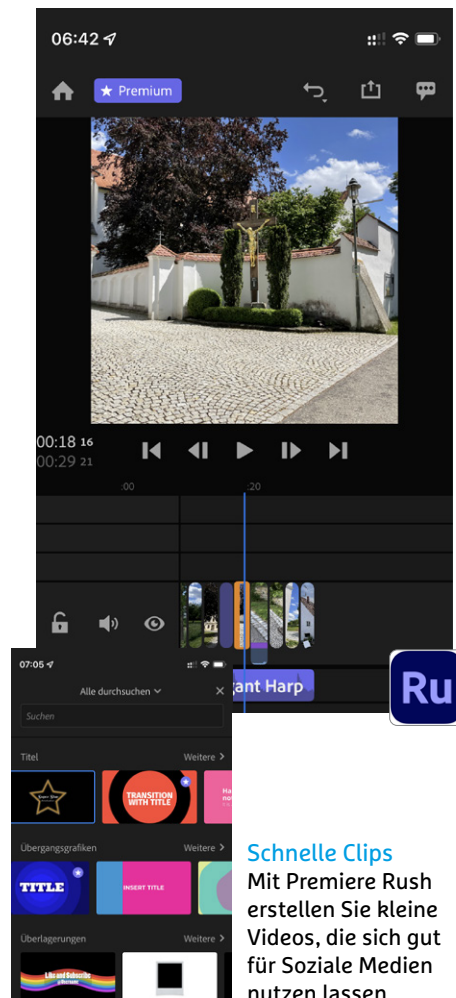 06:42
Premium
00:18 16
00:29 21
:00
:20
ant Harp
Ru
07:05
Alle durchsuchen
Suchen
Titel
Weitere
TRANSITION
WITH TITLE
Übergangsgrafiken
Weitere
TITLE
INSERT TITLE
Überlagerungen
Weitere
Like and Subscribe
Schnelle Clips
Mit Premiere Rush
erstellen Sie kleine
Videos, die sich gut
für Soziale Medien
nutzen lassen